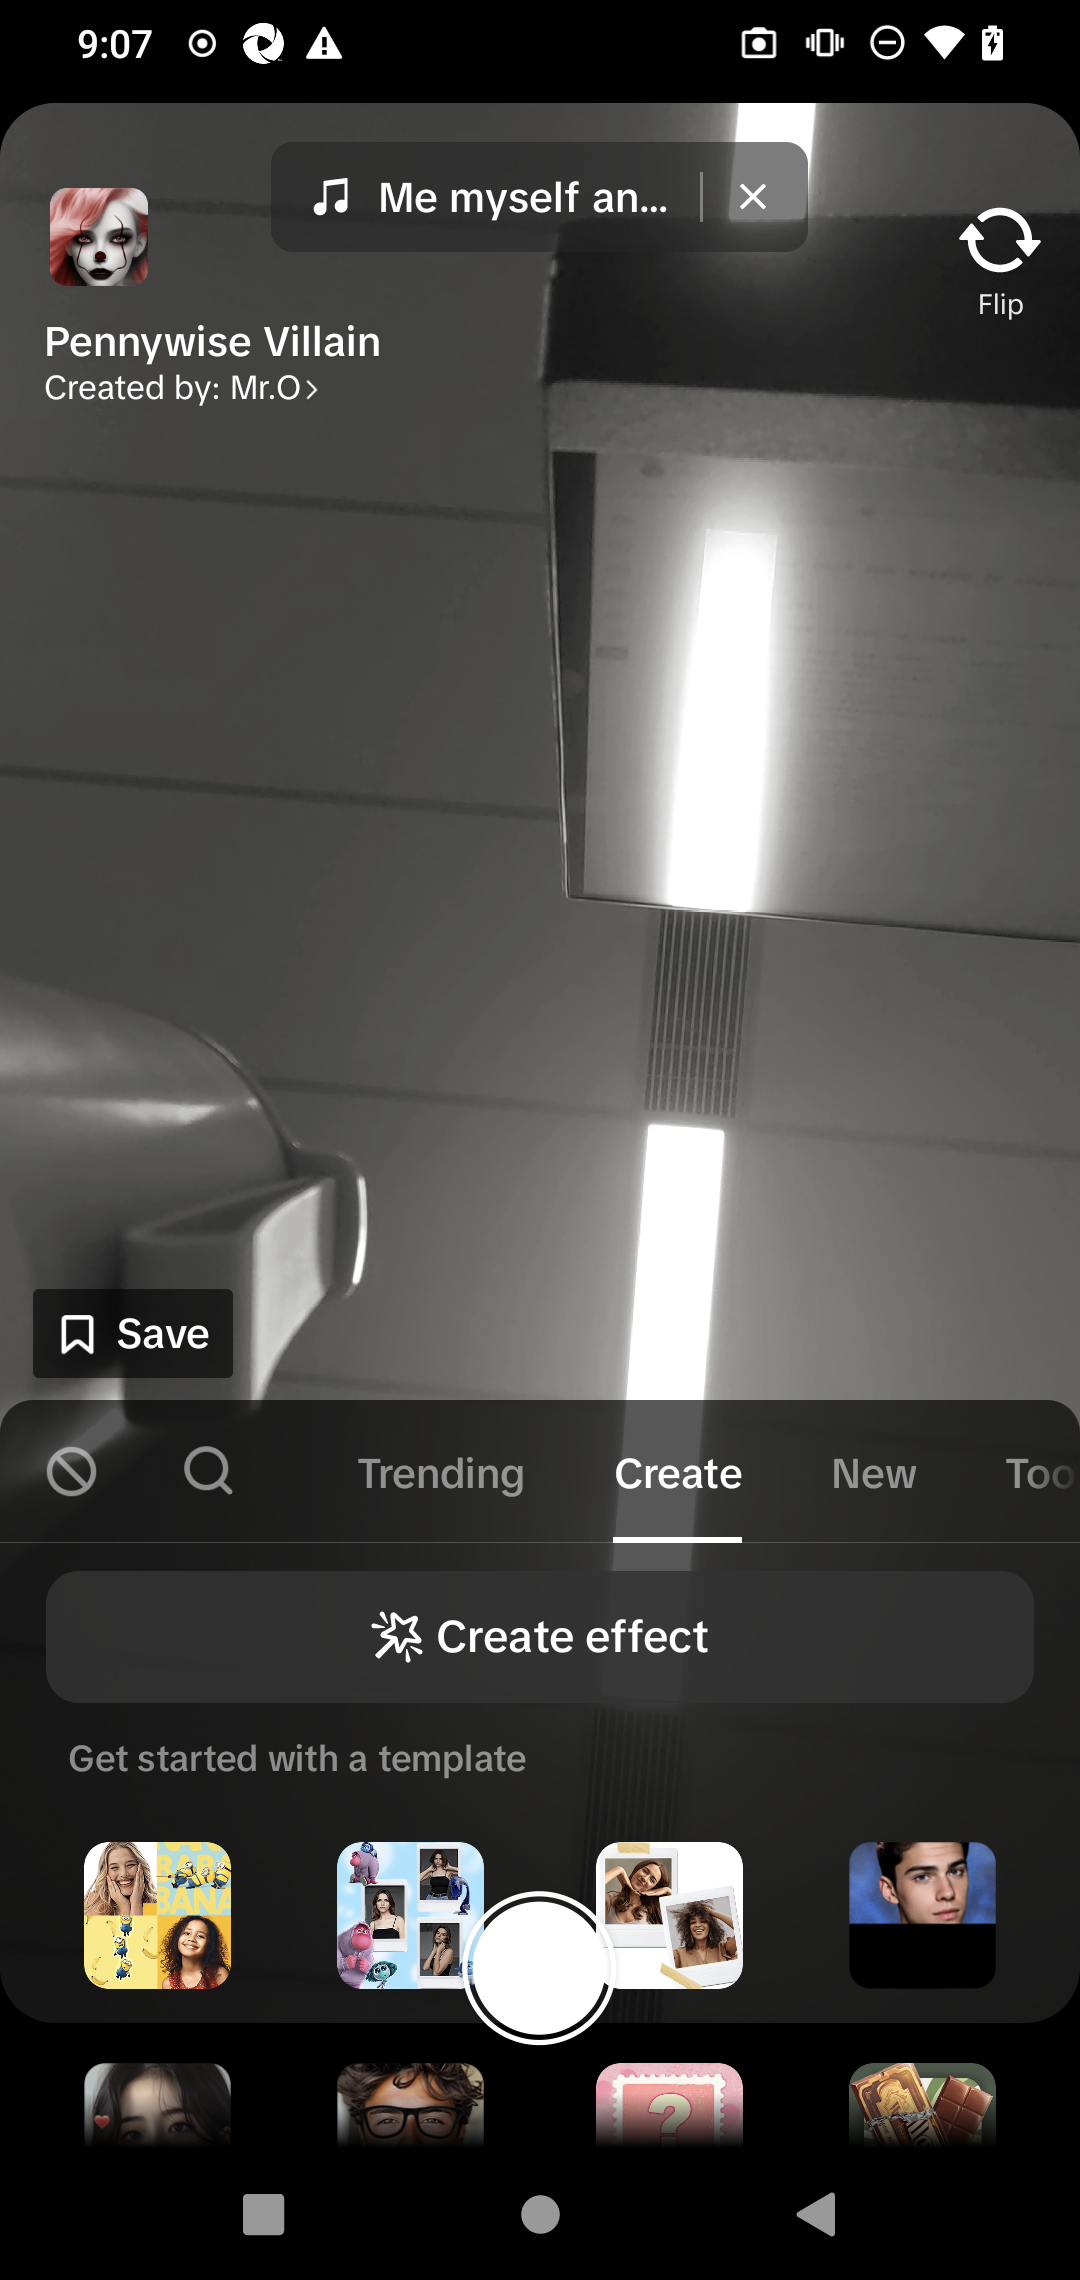 9:07
Me myself an...
Flip
Pennywise Villain
Created by: Mr.O
Save
Trending
Create
New
Too
Create effect
Get started with a template